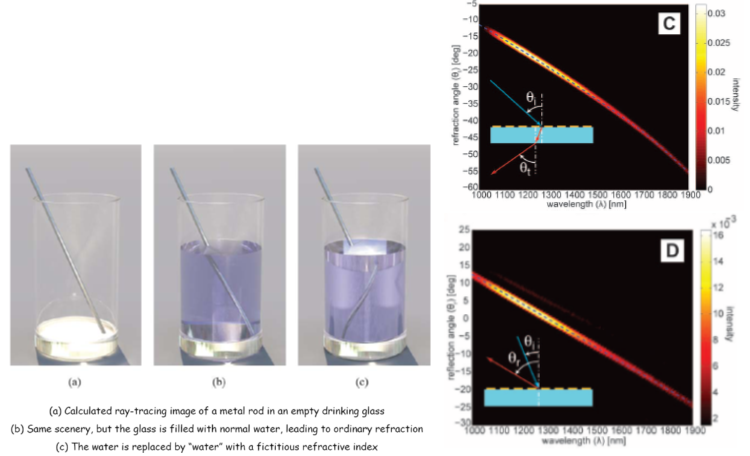 (a)
(b)
(c)
(a) Calculated ray-tracing image of a metal rod in an empty drinking glass
(b) Same scenery, but the glass is filled with normal water, leading to ordinary refraction
(c) The water is replaced by “water” with a fictitious refractive index
C
refraction angle (θt) [deg]
−5
−10
−15
−20
−25
−30
−35
−40
−45
−50
−55
−60
θi
θt
1000 1100 1200 1300 1400 1500 1600 1700 1800 1900
wavelength (λ) [nm]
0.03
0.025
0.02
0.015
0.01
0.005
0
intensity
D
reflection angle (θr) [deg]
25
20
15
10
5
0
−5
−10
−15
−20
−25
−30
θi
θr
1000 1100 1200 1300 1400 1500 1600 1700 1800 1900
wavelength (λ) [nm]
x 10⁻³
16
14
12
10
8
6
4
2
intensity